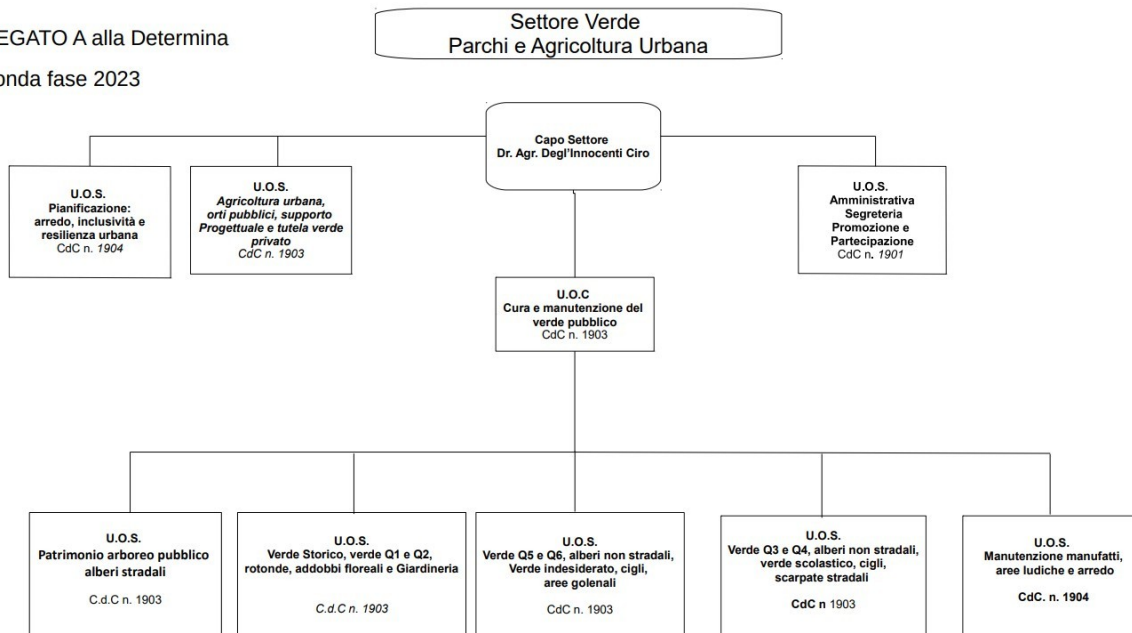 EGATO A alla Determina
onda fase 2023
Settore Verde
Parchi e Agricoltura Urbana
Capo Settore
Dr. Agr. Degl'Innocenti Ciro
U.O.S.
Pianificazione:
arredo, inclusività e
resilienza urbana
CdC n. 1904
U.O.S.
Agricoltura urbana,
orti pubblici, supporto
Progettuale e tutela verde
privato
CdC n. 1903
U.O.S.
Amministrativa
Segreteria
Promozione e
Partecipazione
CdC n. 1901
U.O.C
Cura e manutenzione del
verde pubblico
CdC n. 1903
U.O.S.
Patrimonio arboreo pubblico
alberi stradali
C.d.C n. 1903
U.O.S.
Verde Storico, verde Q1 e Q2,
rotonde, addobbi floreali e Giardineria
C.d.C n. 1903
U.O.S.
Verde Q5 e Q6, alberi non stradali,
Verde indesiderato, cigli,
aree golenali
CdC n. 1903
U.O.S.
Verde Q3 e Q4, alberi non stradali,
verde scolastico, cigli,
scarpate stradali
CdC n 1903
U.O.S.
Manutenzione manufatti,
aree ludiche e arredo
CdC. n. 1904